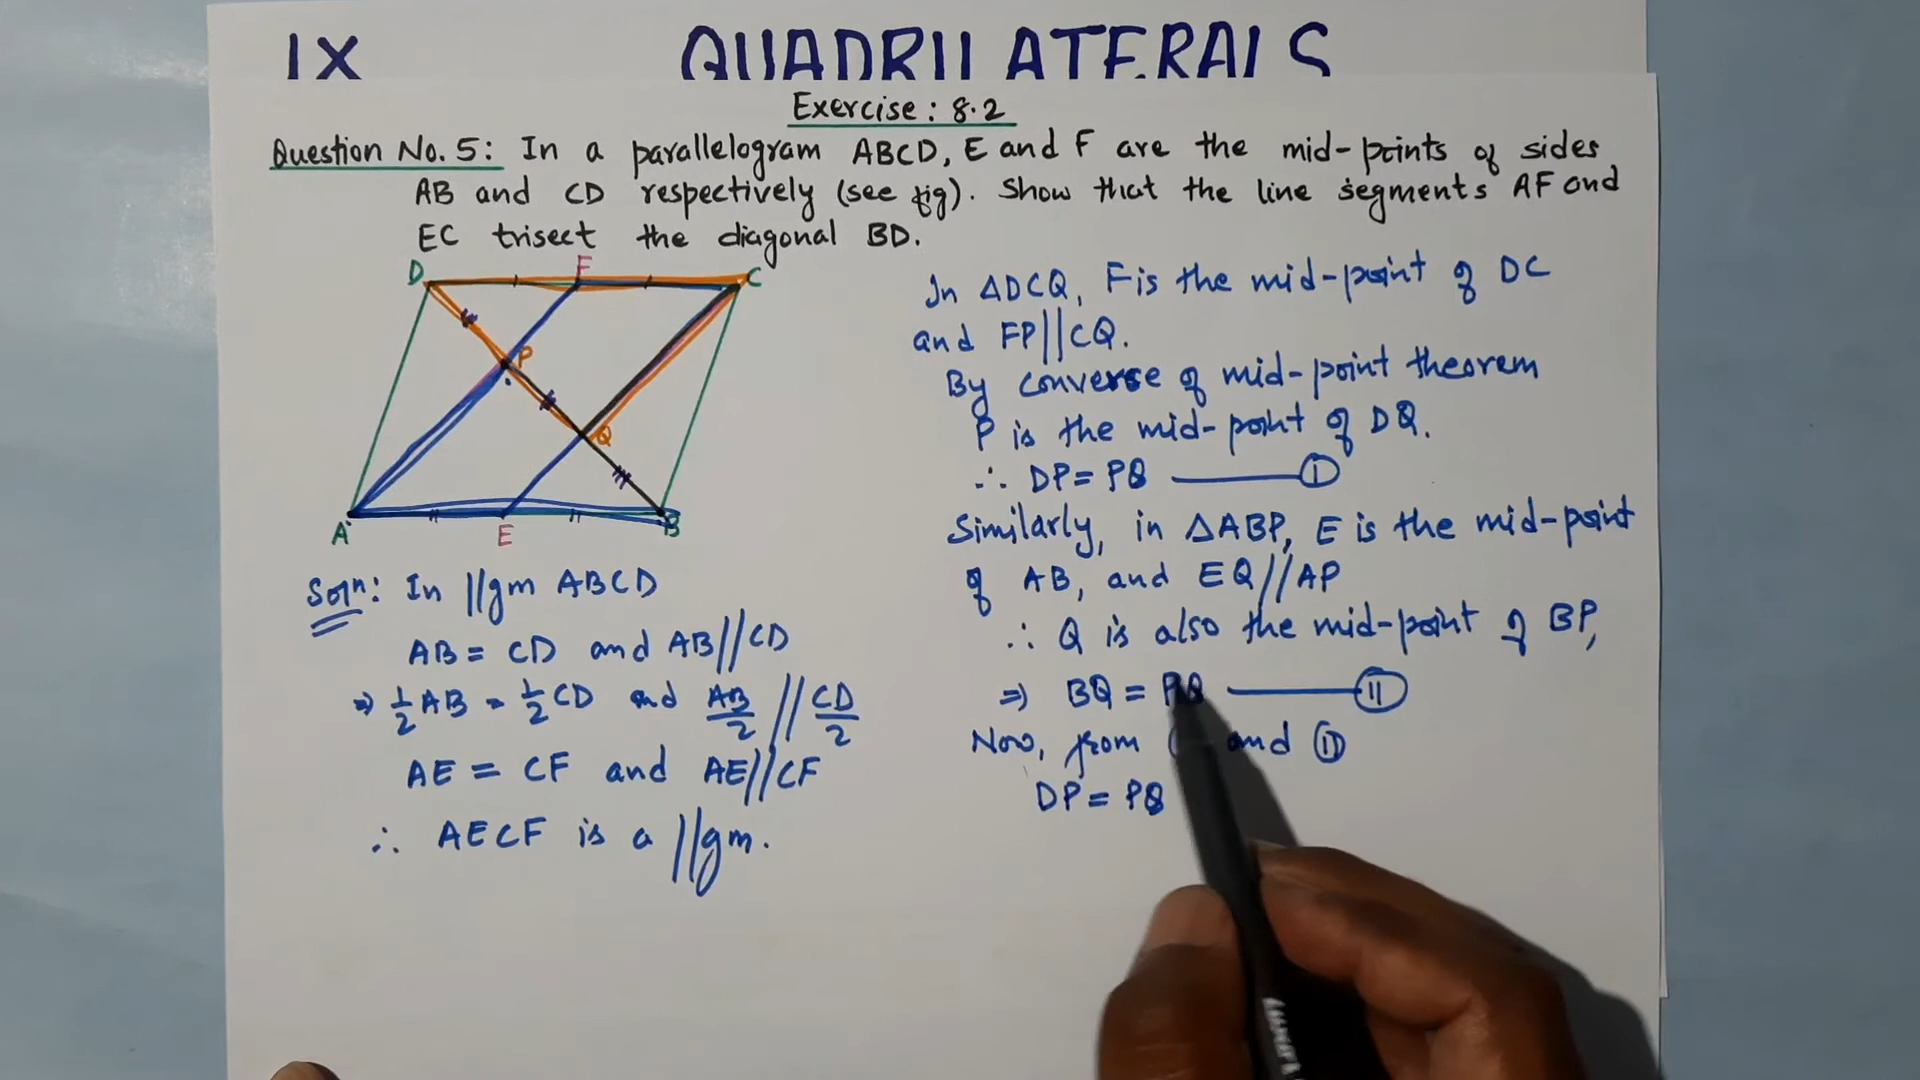 IX QUADRILATERALS
Exercise: 8.2
Question No. 5: In a parallelogram ABCD, E and F are the mid-points of sides
AB and CD respectively (see fig). Show that the line segments AF and
EC trisect the diagonal BD.
D F C
P
Q
A E B
Soln: In ||gm ABCD
AB = CD and AB//CD
⇒ 1/2 AB = 1/2 CD and AB/2 // CD/2
AE = CF and AE//CF
∴ AECF is a ||gm.
In ΔDCQ, F is the mid-point of DC
and FP||CQ.
By converse of mid-point theorem
P is the mid-point of DQ.
∴ DP = PQ —— (I)
Similarly, in ΔABP, E is the mid-point
of AB, and EQ//AP
∴ Q is also the mid-point of BP,
⇒ BQ = PQ —— (II)
Now, from and (II)
DP = PQ